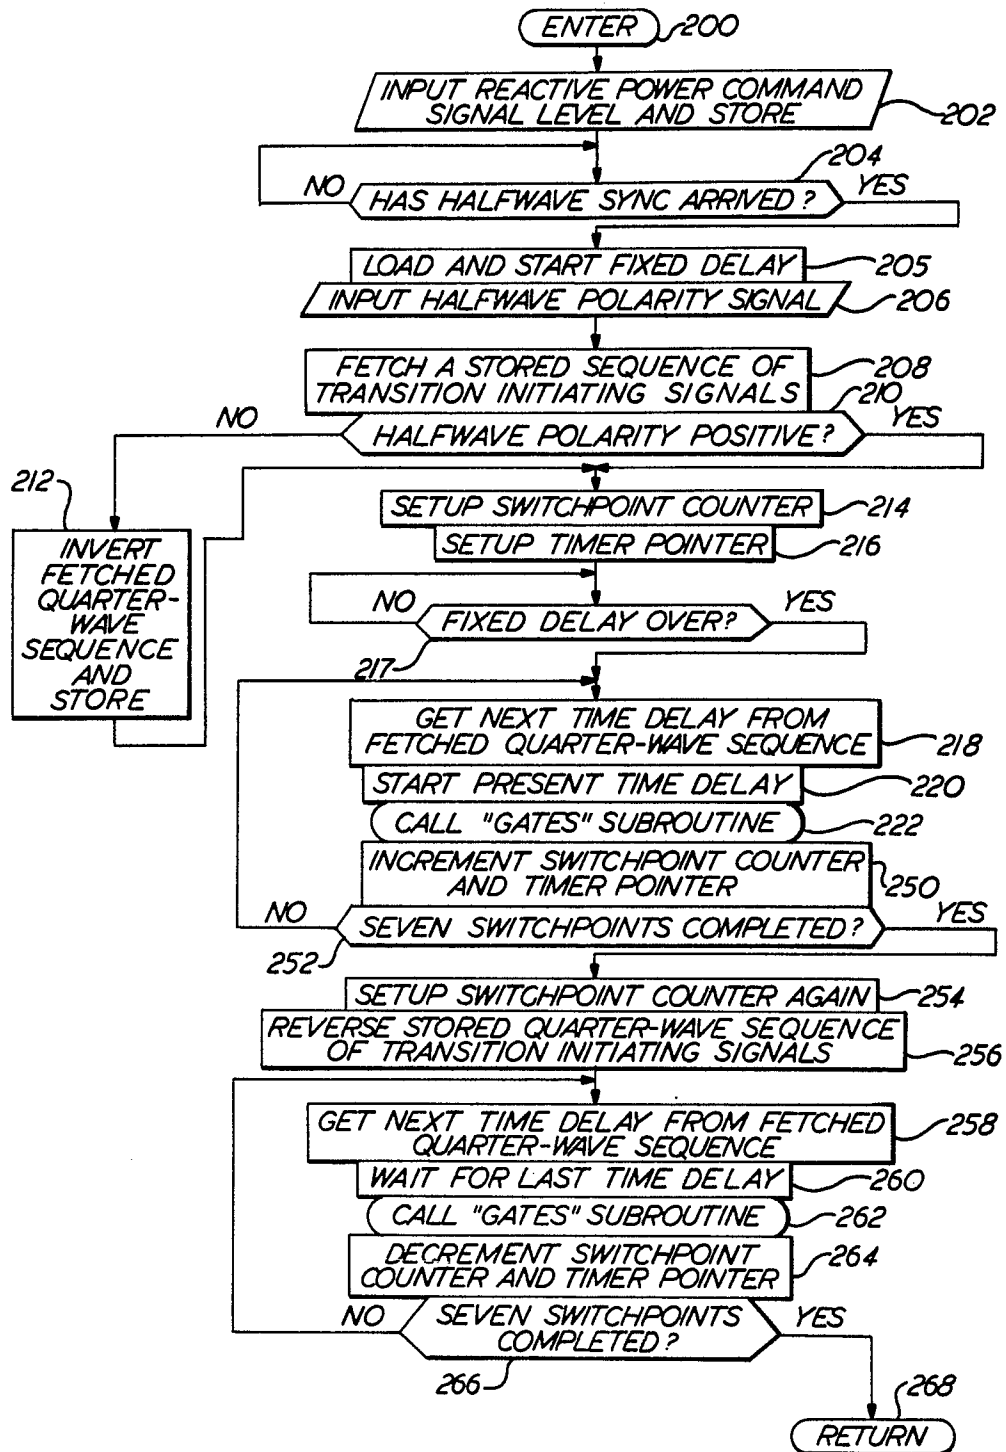 ENTER
200
INPUT REACTIVE POWER COMMAND
SIGNAL LEVEL AND STORE
202
204
NO
HAS HALFWAVE SYNC ARRIVED?
YES
LOAD AND START FIXED DELAY
205
INPUT HALFWAVE POLARITY SIGNAL
206
FETCH A STORED SEQUENCE OF
TRANSITION INITIATING SIGNALS
208
210
NO
HALFWAVE POLARITY POSITIVE?
YES
212
INVERT
FETCHED
QUARTER-
WAVE
SEQUENCE
AND
STORE
SETUP SWITCHPOINT COUNTER
214
SETUP TIMER POINTER
216
NO
FIXED DELAY OVER?
YES
217
GET NEXT TIME DELAY FROM
FETCHED QUARTER-WAVE SEQUENCE
218
START PRESENT TIME DELAY
220
CALL "GATES" SUBROUTINE
222
INCREMENT SWITCHPOINT COUNTER
AND TIMER POINTER
250
NO
SEVEN SWITCHPOINTS COMPLETED?
YES
252
SETUP SWITCHPOINT COUNTER AGAIN
254
REVERSE STORED QUARTER-WAVE SEQUENCE
OF TRANSITION INITIATING SIGNALS
256
GET NEXT TIME DELAY FROM FETCHED
QUARTER-WAVE SEQUENCE
258
WAIT FOR LAST TIME DELAY
260
CALL "GATES" SUBROUTINE
262
DECREMENT SWITCHPOINT
COUNTER AND TIMER POINTER
264
NO
SEVEN SWITCHPOINTS
COMPLETED?
YES
266
268
RETURN